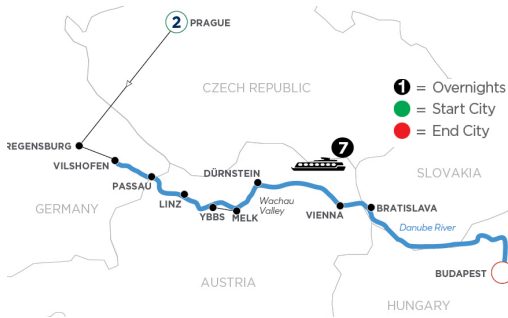 2 PRAGUE
CZECH REPUBLIC
1 = Overnights
= Start City
= End City
REGENSBURG
VILSHOFEN
7
DÜRNSTEIN
SLOVAKIA
PASSAU
LINZ
Wachau
Valley
GERMANY
YBBS
MELK
VIENNA
BRATISLAVA
Danube River
BUDAPEST
AUSTRIA
HUNGARY